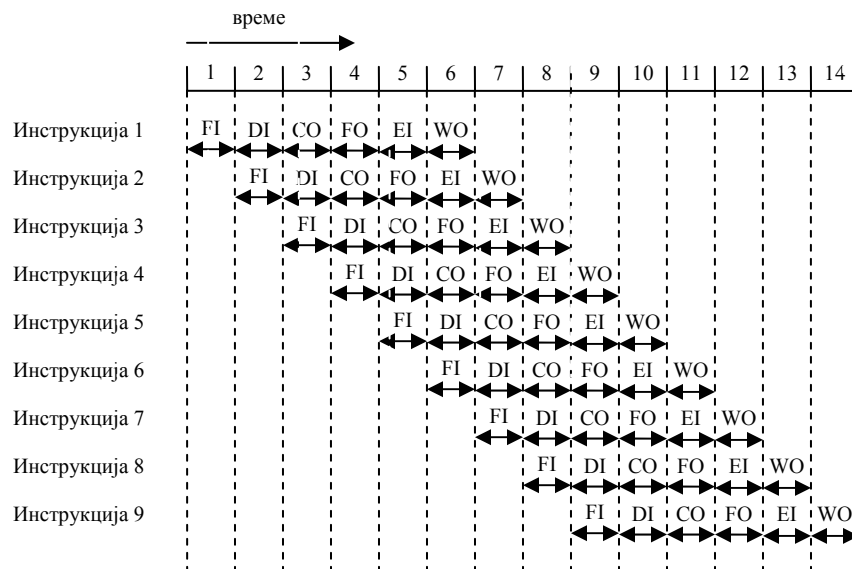 време
1 2 3 4 5 6 7 8 9 10 11 12 13 14
Инструкција 1 FI DI CO FO EI WO
Инструкција 2 FI DI CO FO EI WO
Инструкција 3 FI DI CO FO EI WO
Инструкција 4 FI DI CO FO EI WO
Инструкција 5 FI DI CO FO EI WO
Инструкција 6 FI DI CO FO EI WO
Инструкција 7 FI DI CO FO EI WO
Инструкција 8 FI DI CO FO EI WO
Инструкција 9 FI DI CO FO EI WO